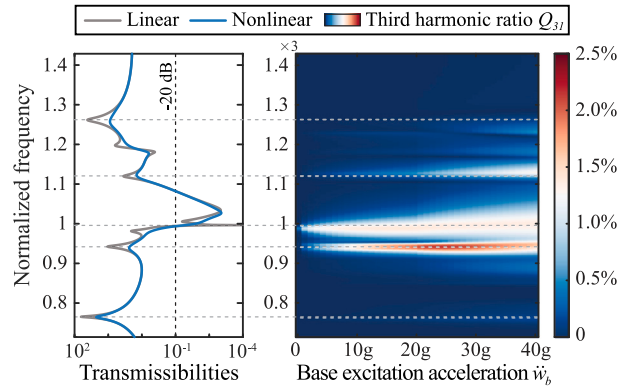 Linear Nonlinear Third harmonic ratio Q31
×3
1.4 1.4 2.5%
-20 dB
1.3 1.3 2.0%
1.2 1.2
1.1 1.1 1.5%
1 1
1.0%
0.9 0.9
0.5%
0.8 0.8
0
10² 10⁻¹ 10⁻⁴ 0 10g 20g 30g 40g
Normalized frequency
Transmissibilities Base excitation acceleration ẅb